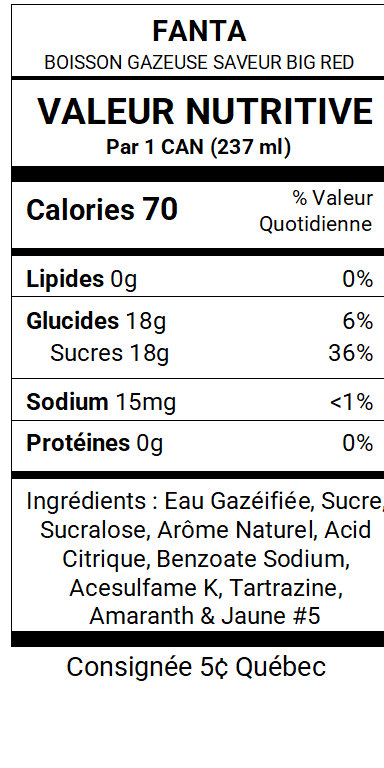 FANTA
BOISSON GAZEUSE SAVEUR BIG RED
VALEUR NUTRITIVE
Par 1 CAN (237 ml)
Calories 70
% Valeur
Quotidienne
Lipides 0g 0%
Glucides 18g 6%
Sucres 18g 36%
Sodium 15mg <1%
Protéines 0g 0%
Ingrédients : Eau Gazéifiée, Sucre,
Sucralose, Arôme Naturel, Acid
Citrique, Benzoate Sodium,
Acesulfame K, Tartrazine,
Amaranth & Jaune #5
Consignée 5¢ Québec